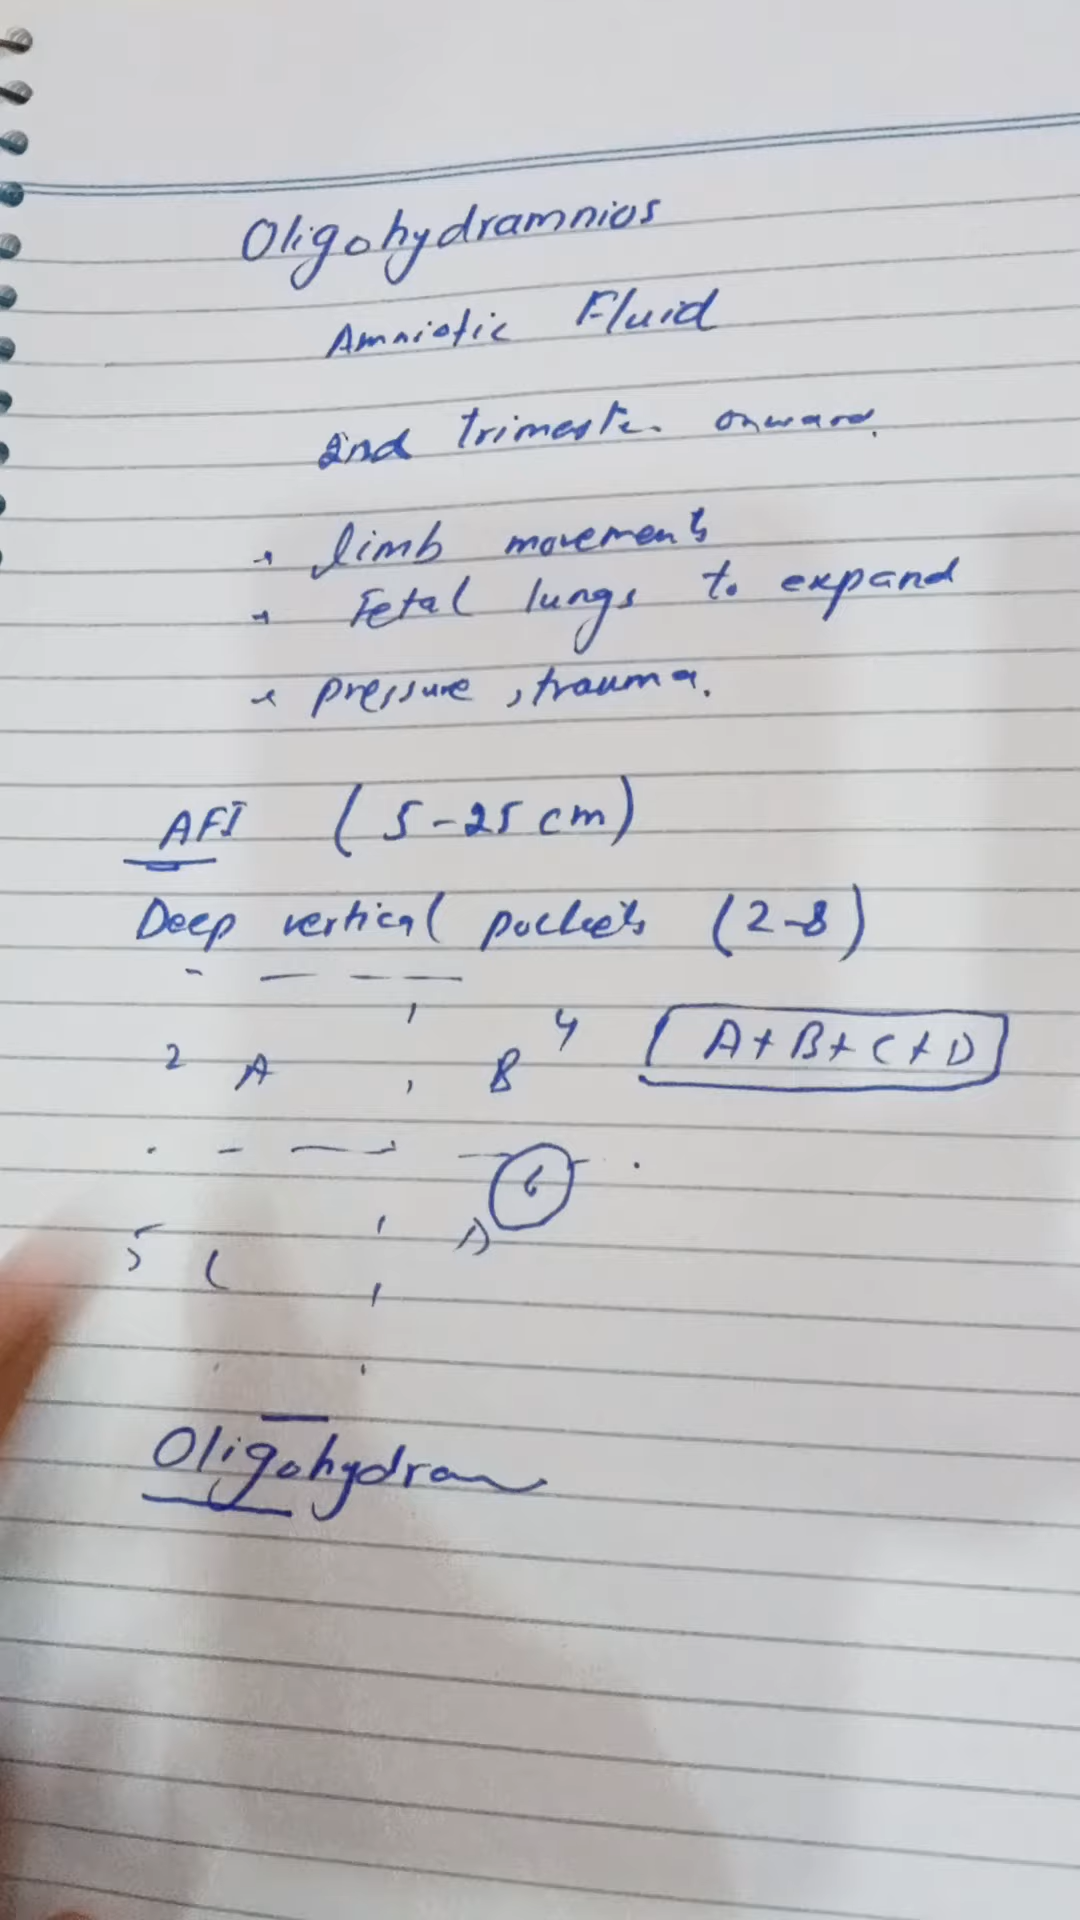 Oligohydramnios
Amniotic Fluid
2nd trimester onward.
limb movements
Fetal lungs to expand
pressure, trauma.
AFI (5-25 cm)
Deep vertical pockets (2-8)
2 A B 4 A+B+C+D
6
5 C D
Oligohydram